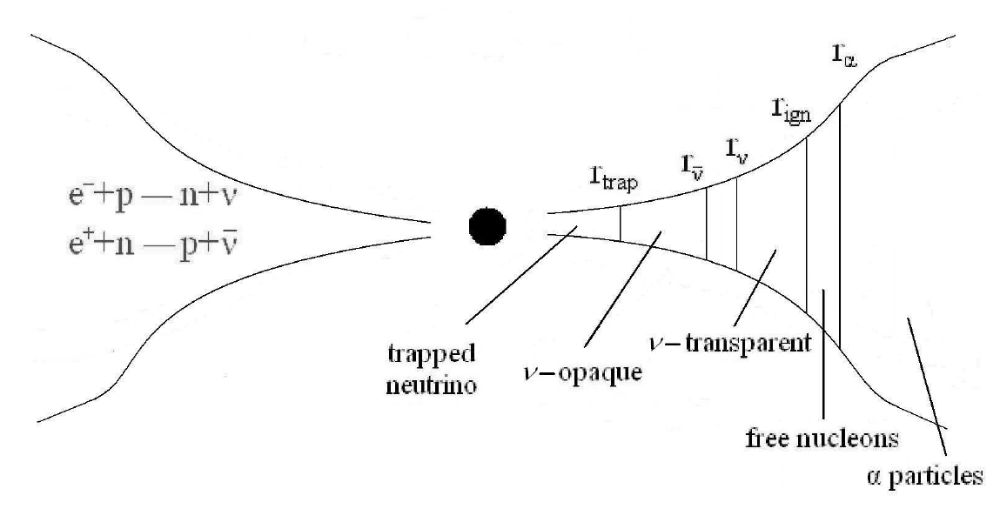 r_α
r_ign
r_ν
r_ν̄
r_trap
e⁻+p — n+ν
e⁺+n — p+ν̄
trapped
neutrino
ν–opaque
ν–transparent
free nucleons
α particles